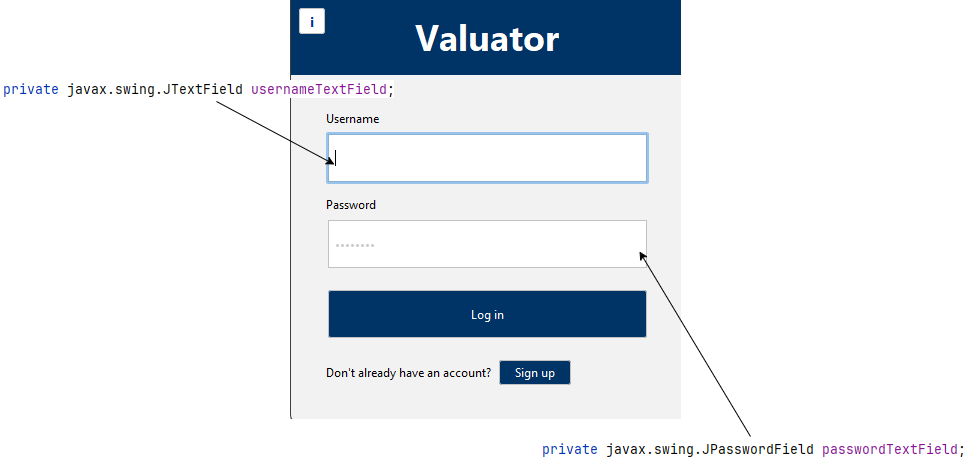 i
Valuator
private javax.swing.JTextField usernameTextField;
Username
Password
Log in
Don't already have an account? Sign up
private javax.swing.JPasswordField passwordTextField;